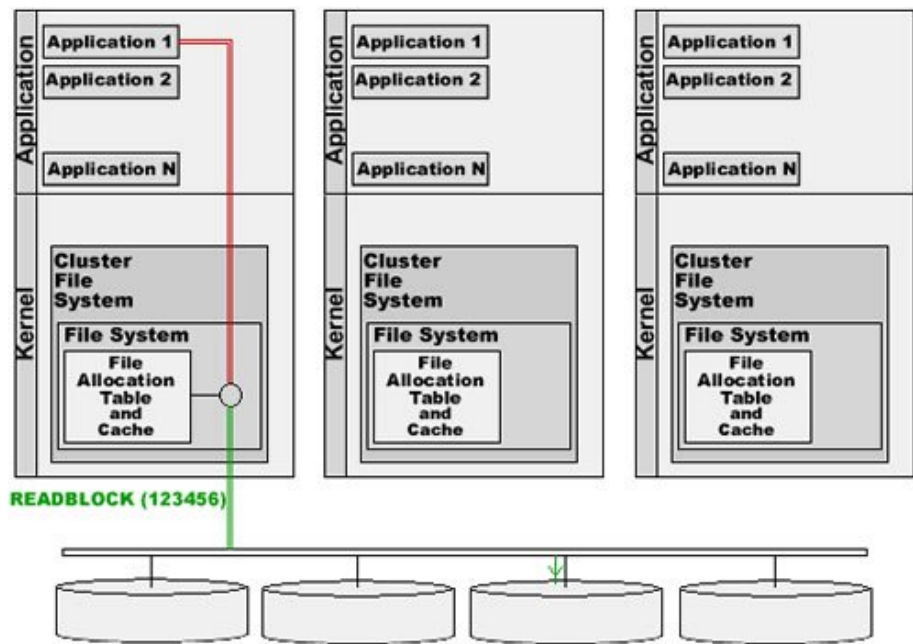 Application
Application 1
Application 2
Application N
Kernel
Cluster
File
System
File System
File
Allocation
Table
and
Cache
Application
Application 1
Application 2
Application N
Kernel
Cluster
File
System
File System
File
Allocation
Table
and
Cache
Application
Application 1
Application 2
Application N
Kernel
Cluster
File
System
File System
File
Allocation
Table
and
Cache
READBLOCK (123456)